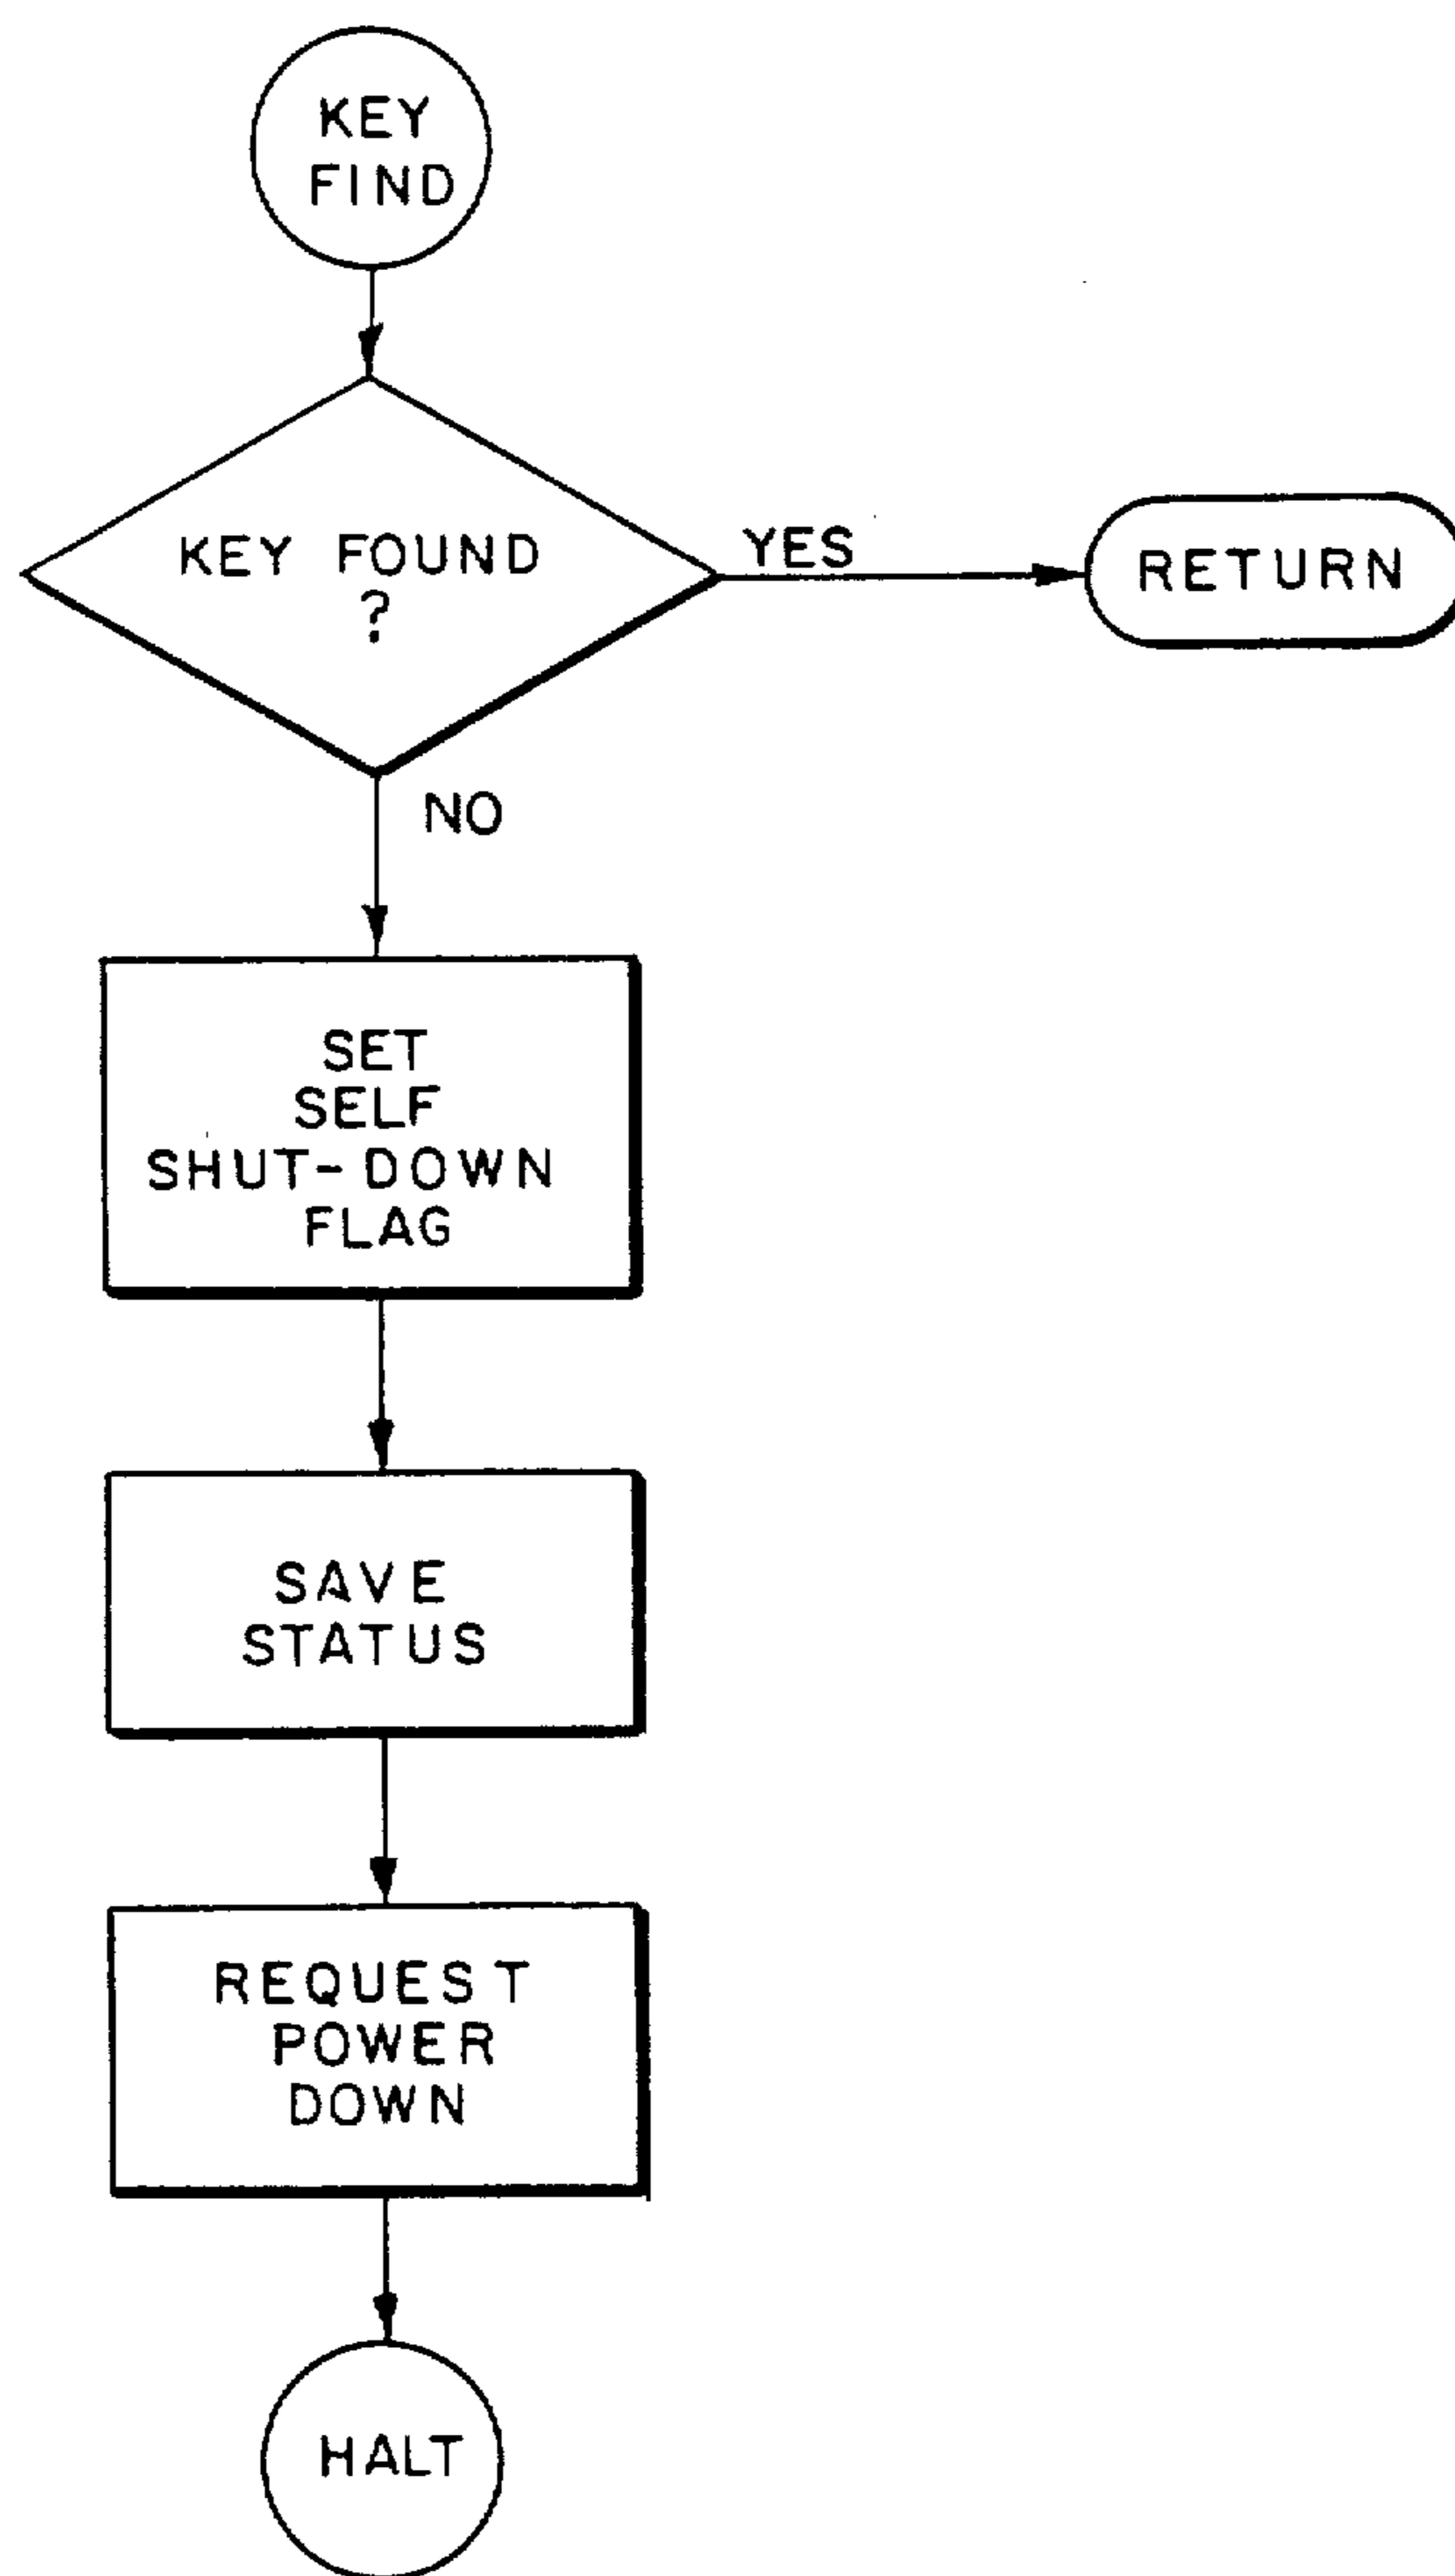 KEY
FIND
KEY FOUND
?
YES
RETURN
NO
SET
SELF
SHUT-DOWN
FLAG
SAVE
STATUS
REQUEST
POWER
DOWN
HALT